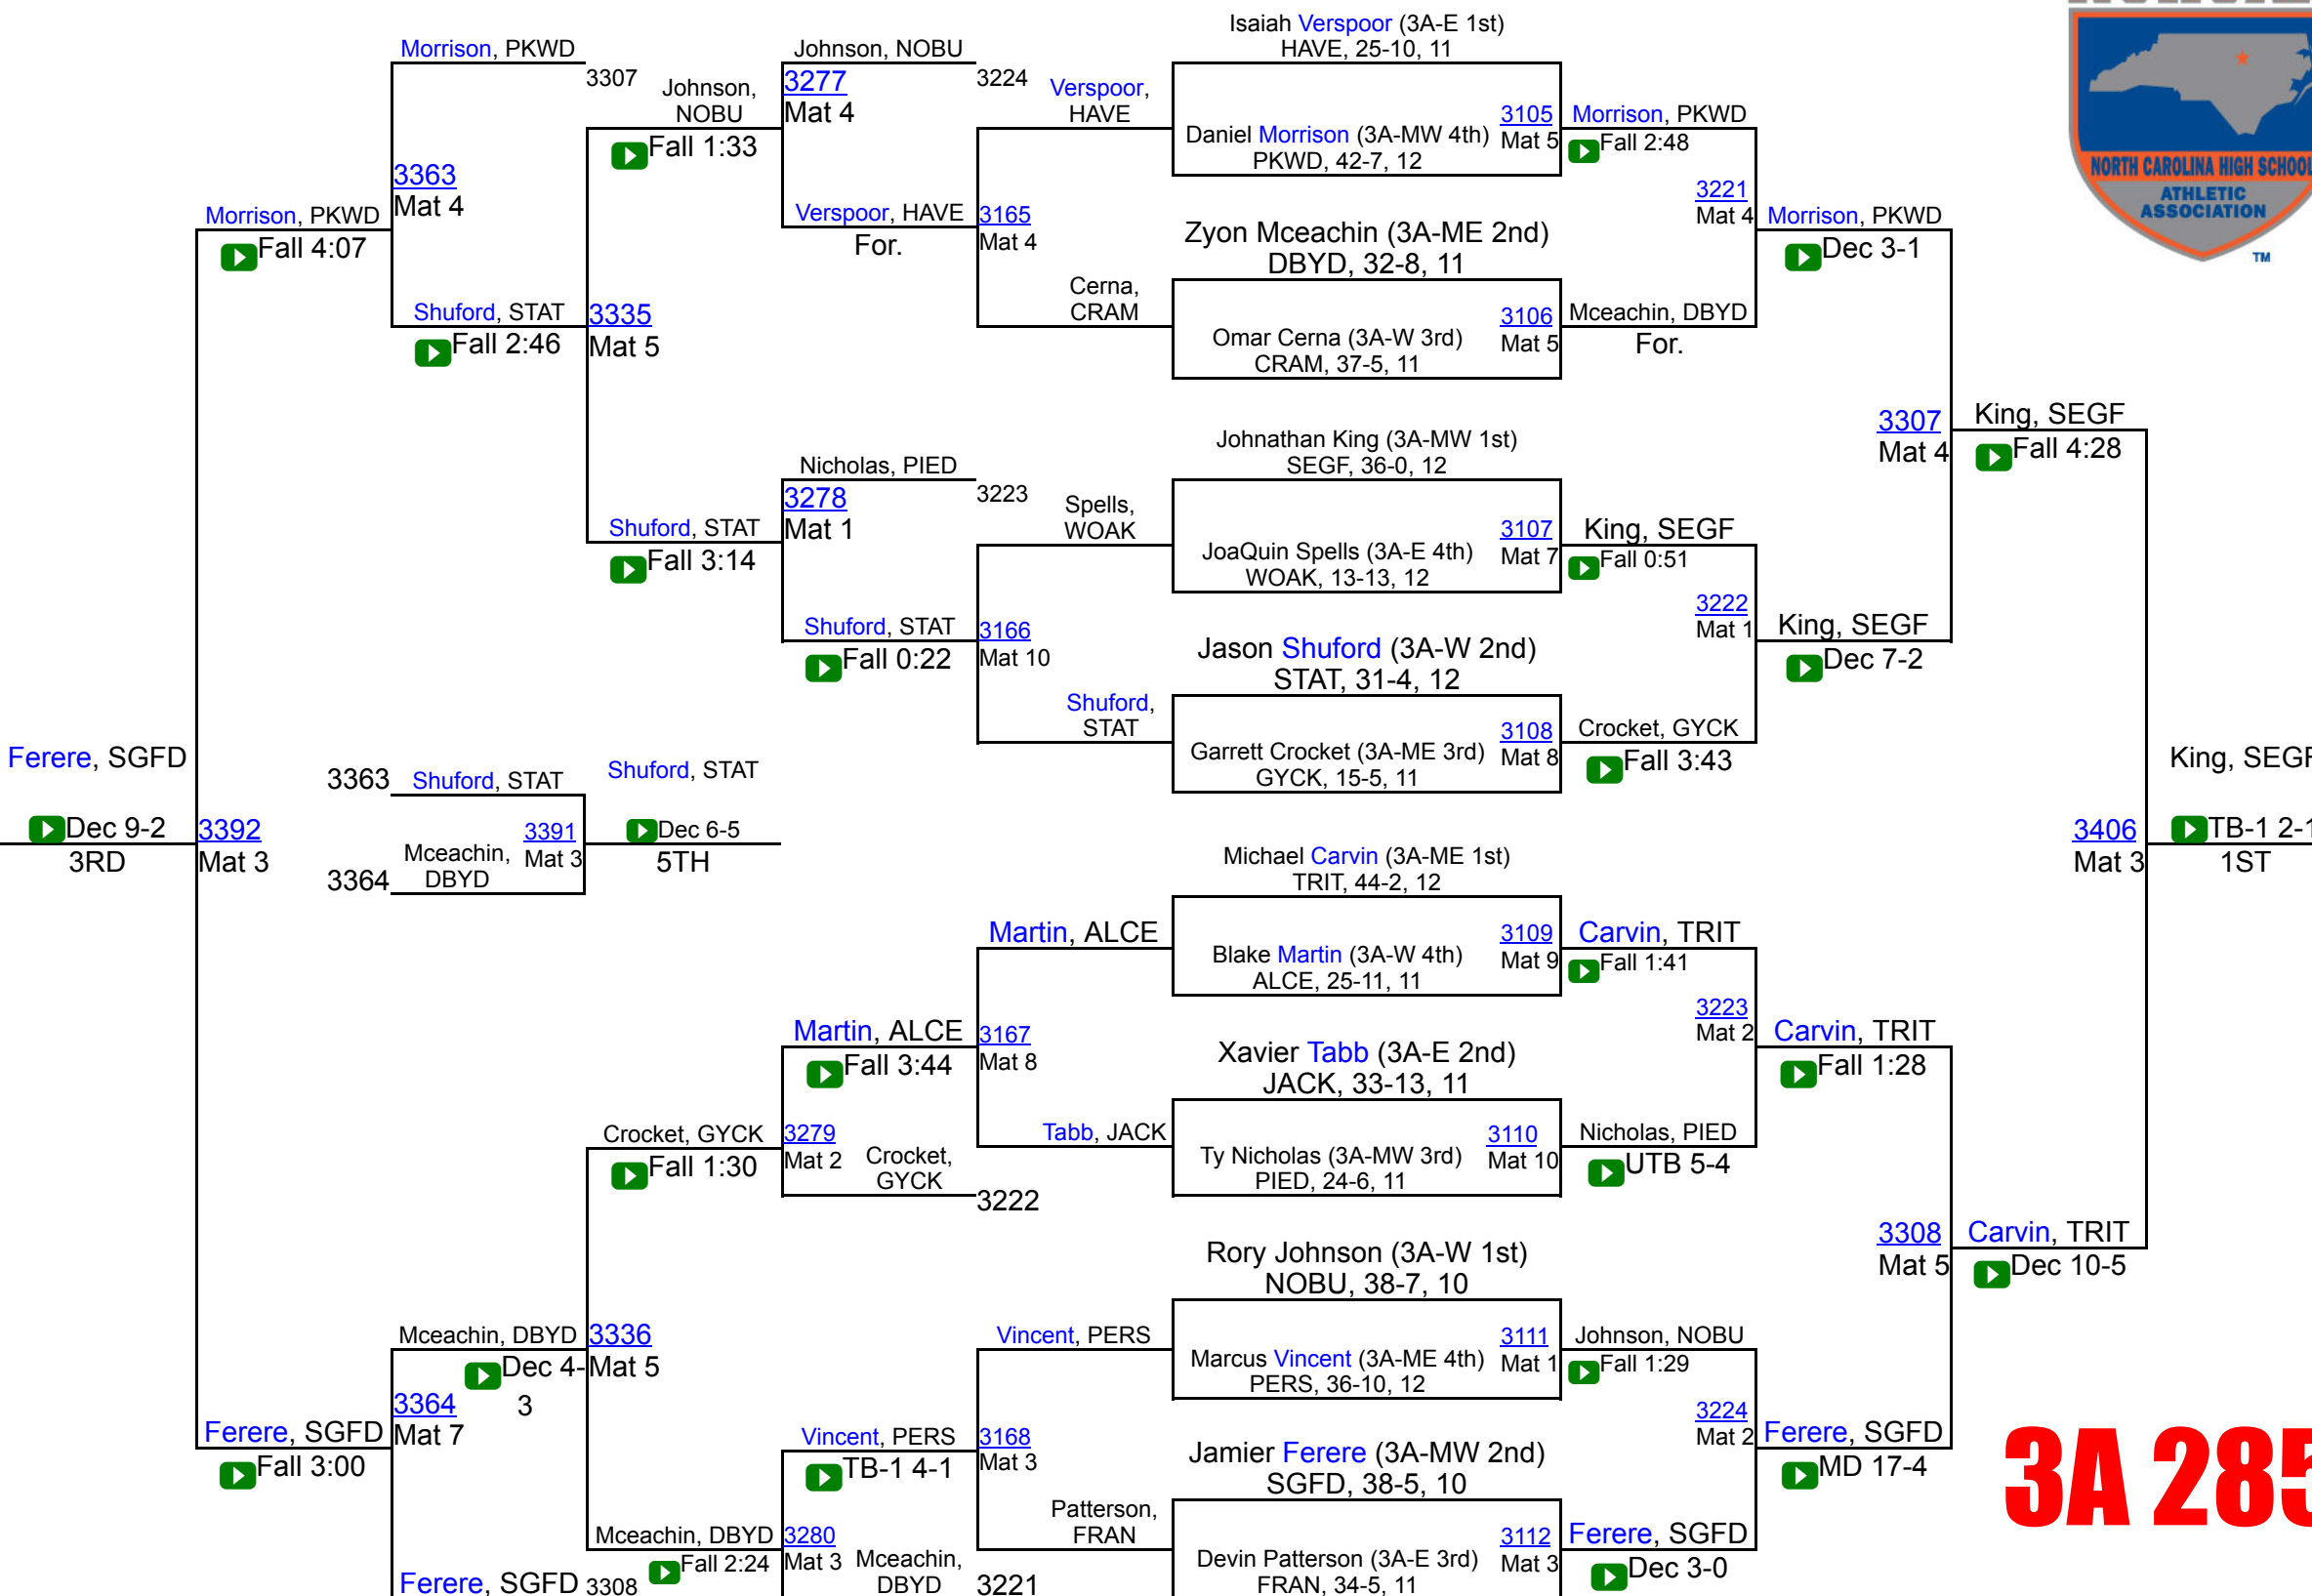 Isaiah Verspoor (3A-E 1st)
HAVE, 25-10, 11
Morrison, PKWD
Johnson, NOBU
3307
Johnson,
NOBU
3277
Mat 4
3224
Verspoor,
HAVE
3105
Mat 5
Morrison, PKWD
Fall 2:48
Daniel Morrison (3A-MW 4th)
PKWD, 42-7, 12
Fall 1:33
NORTH CAROLINA HIGH SCHOOL
ATHLETIC
ASSOCIATION
TM
3363
Mat 4
3221
Mat 4
Morrison, PKWD
Fall 4:07
Verspoor, HAVE
For.
3165
Mat 4
Zyon Mceachin (3A-ME 2nd)
DBYD, 32-8, 11
Morrison, PKWD
Dec 3-1
Cerna,
CRAM
Shuford, STAT
Fall 2:46
3335
Mat 5
Omar Cerna (3A-W 3rd)
CRAM, 37-5, 11
3106
Mat 5
Mceachin, DBYD
For.
3307
Mat 4
King, SEGF
Fall 4:28
Johnathan King (3A-MW 1st)
SEGF, 36-0, 12
Nicholas, PIED
3278
Mat 1
3223
Spells,
WOAK
Shuford, STAT
Fall 3:14
JoaQuin Spells (3A-E 4th)
WOAK, 13-13, 12
3107
Mat 7
King, SEGF
Fall 0:51
3222
Mat 1
Shuford, STAT
Fall 0:22
3166
Mat 10
Jason Shuford (3A-W 2nd)
STAT, 31-4, 12
King, SEGF
Dec 7-2
Shuford,
STAT
Garrett Crocket (3A-ME 3rd)
GYCK, 15-5, 11
3108
Mat 8
Crocket, GYCK
Fall 3:43
Ferere, SGFD
Dec 9-2
3RD
3392
Mat 3
3363
Shuford, STAT
Mceachin,
DBYD
3364
3391
Mat 3
Shuford, STAT
Dec 6-5
5TH
3406
Mat 3
King, SEGF
TB-1 2-1
1ST
Michael Carvin (3A-ME 1st)
TRIT, 44-2, 12
Martin, ALCE
Blake Martin (3A-W 4th)
ALCE, 25-11, 11
3109
Mat 9
Carvin, TRIT
Fall 1:41
3223
Mat 2
Martin, ALCE
Fall 3:44
3167
Mat 8
Xavier Tabb (3A-E 2nd)
JACK, 33-13, 11
Carvin, TRIT
Fall 1:28
Crocket, GYCK
Fall 1:30
3279
Mat 2
Crocket,
GYCK
3222
Tabb, JACK
Ty Nicholas (3A-MW 3rd)
PIED, 24-6, 11
3110
Mat 10
Nicholas, PIED
UTB 5-4
3308
Mat 5
Carvin, TRIT
Dec 10-5
Rory Johnson (3A-W 1st)
NOBU, 38-7, 10
Mceachin, DBYD
Dec 4-
3
3336
Mat 5
Vincent, PERS
Marcus Vincent (3A-ME 4th)
PERS, 36-10, 12
3111
Mat 1
Johnson, NOBU
Fall 1:29
3364
Mat 7
3224
Mat 2
Ferere, SGFD
Fall 3:00
Vincent, PERS
TB-1 4-1
3168
Mat 3
Jamier Ferere (3A-MW 2nd)
SGFD, 38-5, 10
Ferere, SGFD
MD 17-4
3A 285
Patterson,
FRAN
Mceachin, DBYD
Fall 2:24
3280
Mat 3
Mceachin,
DBYD
3221
Devin Patterson (3A-E 3rd)
FRAN, 34-5, 11
3112
Mat 3
Ferere, SGFD
Dec 3-0
Ferere, SGFD
3308